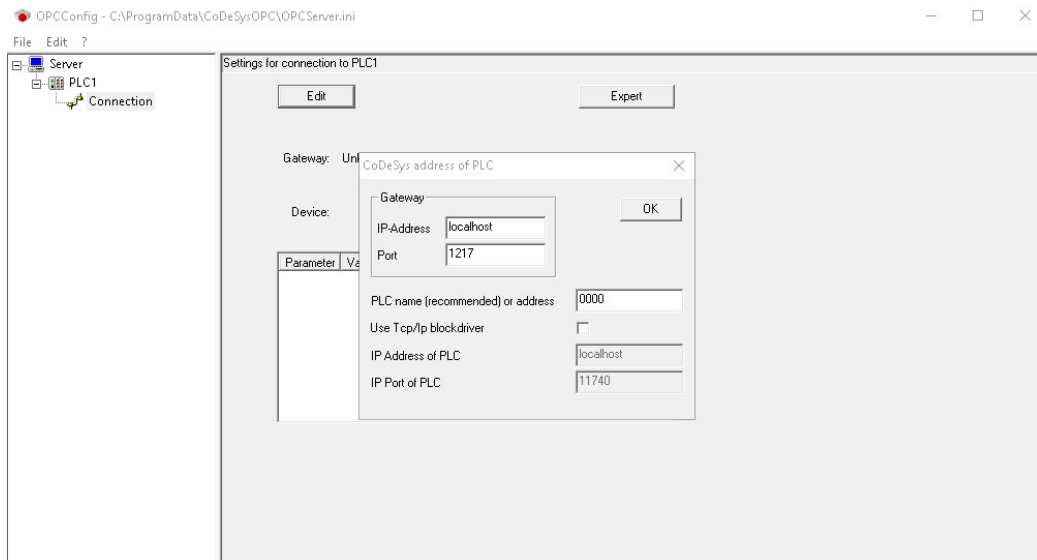 OPCConfig - C:\ProgramData\CoDeSysOPC\OPCServer.ini
File Edit ?
Server
PLC1
Connection
Settings for connection to PLC1
Edit
Expert
Gateway:
Device:
Parameter
CoDeSys address of PLC
Gateway
OK
IP-Address localhost
Port 1217
PLC name (recommended) or address 0000
Use Tcp/Ip blockdriver
IP Address of PLC localhost
IP Port of PLC 11740